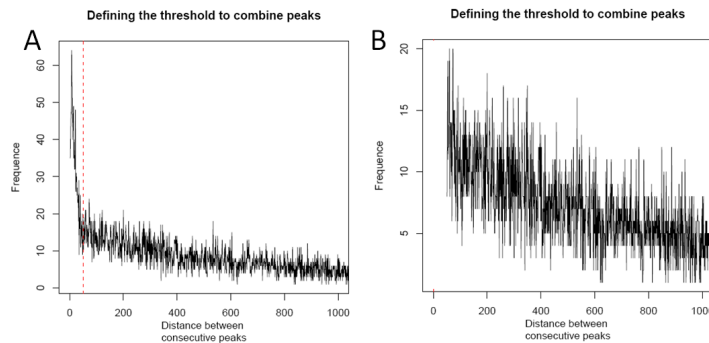 Defining the threshold to combine peaks
A
Frequence
60
50
40
30
20
10
0
0
200
400
600
800
1000
Distance between
consecutive peaks
Defining the threshold to combine peaks
B
Frequence
20
15
10
5
0
200
400
600
800
1000
Distance between
consecutive peaks